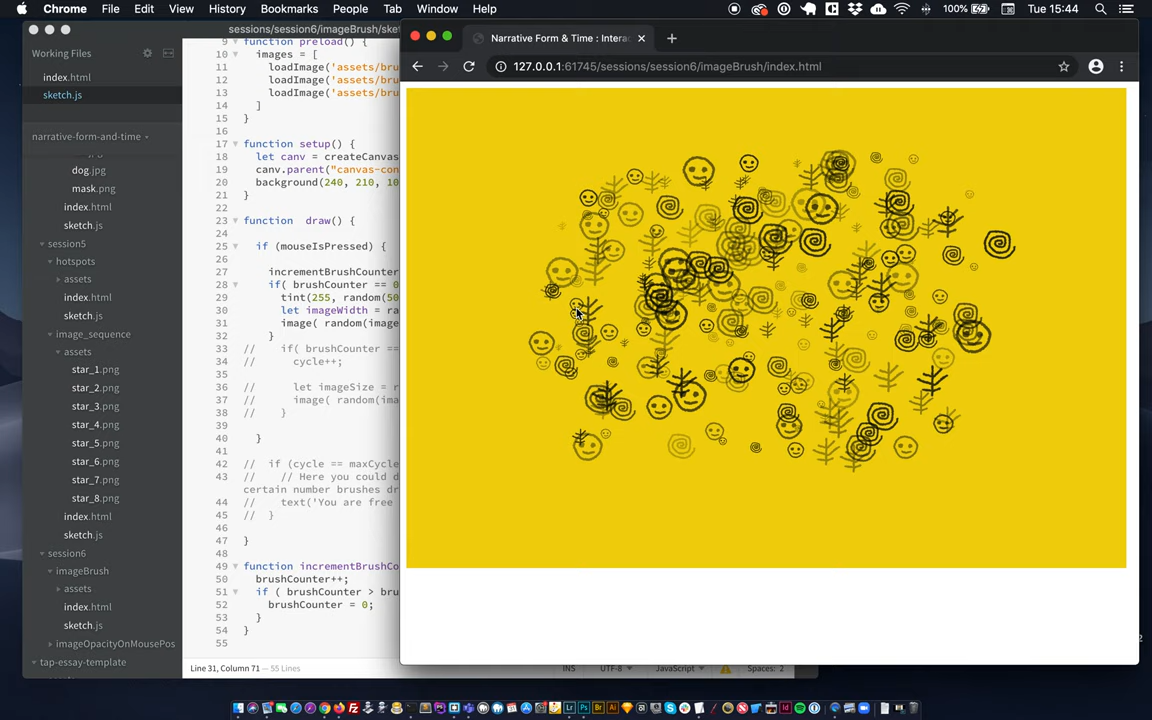 Chrome File Edit View History Bookmarks People Tab Window Help 100% Tue 15:44
sessions/session6/imageBrush/sket
Working Files
index.html
sketch.js
narrative-form-and-time
dog.jpg
mask.png
index.html
sketch.js
session5
hotspots
assets
index.html
sketch.js
image_sequence
assets
star_1.png
star_2.png
star_3.png
star_4.png
star_5.png
star_6.png
star_7.png
star_8.png
index.html
sketch.js
session6
imageBrush
assets
index.html
sketch.js
imageOpacityOnMousePos
tap-essay-template
9 function preload() {
10 images = [
11 loadImage('assets/bru
12 loadImage('assets/bru
13 loadImage('assets/bru
14 ]
15 }
16
17 function setup() {
18 let canv = createCanvas
19 canv.parent("canvas-con
20 background(240, 210, 10
21 }
22
23 function draw() {
24
25 if (mouseIsPressed) {
26
27 incrementBrushCounter
28 if( brushCounter == 0
29 tint(255, random(50
30 let imageWidth = r
31 image( random(imag
32 }
33 // if( brushCounter ==
34 // cycle++;
35
36 // let imageSize = r
37 // image( random(ima
38 // }
39
40 }
41
42 // if (cycle == maxCycle
43 // // Here you could d
certain number brushes dr
44 // text('You are free
45 // }
46
47 }
48
49 function incrementBrushCo
50 brushCounter++;
51 if ( brushCounter > bru
52 brushCounter = 0;
53 }
54 }
55
Line 31, Column 71 — 55 Lines
INS UTF-8 JavaScript Spaces: 2
Narrative Form & Time : Interac
127.0.0.1:61745/sessions/session6/imageBrush/index.html